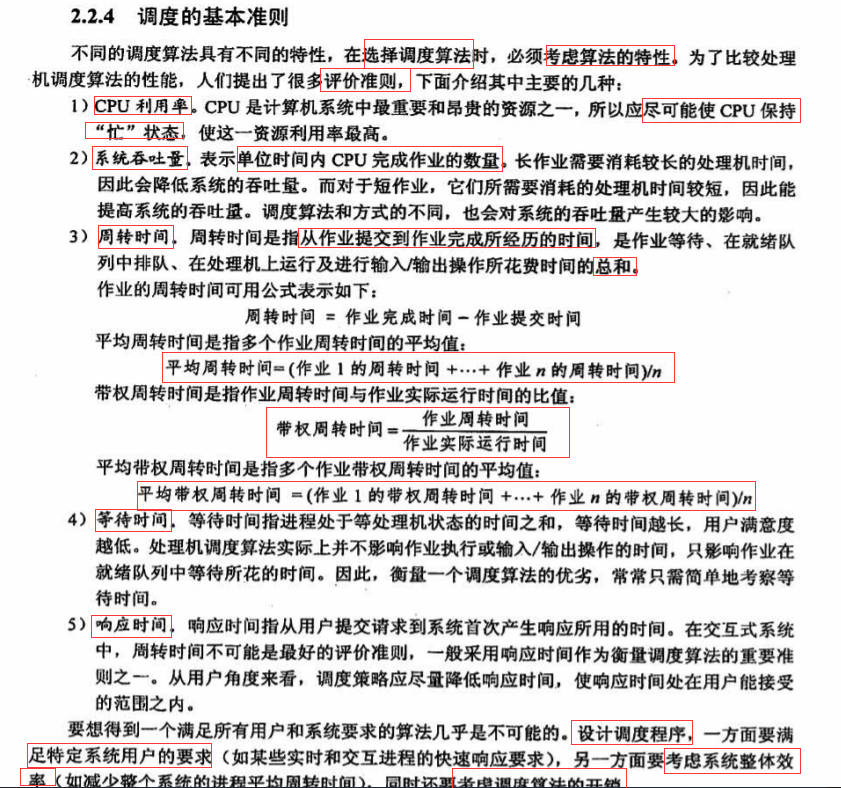 2.2.4 调度的基本准则
不同的调度算法具有不同的特性，在选择调度算法时，必须考虑算法的特性。为了比较处理
机调度算法的性能，人们提出了很多评价准则，下面介绍其中主要的几种：
1）CPU 利用率。CPU 是计算机系统中最重要和昂贵的资源之一，所以应尽可能使 CPU 保持
“忙”状态，使这一资源利用率最高。
2）系统吞吐量，表示单位时间内 CPU 完成作业的数量。长作业需要消耗较长的处理机时间，
因此会降低系统的吞吐量。而对于短作业，它们所需要消耗的处理机时间较短，因此能
提高系统的吞吐量。调度算法和方式的不同，也会对系统的吞吐量产生较大的影响。
3）周转时间，周转时间是指从作业提交到作业完成所经历的时间，是作业等待、在就绪队
列中排队、在处理机上运行及进行输入/输出操作所花费时间的总和。
作业的周转时间可用公式表示如下：
周转时间 = 作业完成时间－作业提交时间
平均周转时间是指多个作业周转时间的平均值：
平均周转时间=（作业 1 的周转时间 +…+ 作业 n 的周转时间)/n
带权周转时间是指作业周转时间与作业实际运行时间的比值：
作业周转时间
带权周转时间=
作业实际运行时间
平均带权周转时间是指多个作业带权周转时间的平均值：
平均带权周转时间 =（作业 1 的带权周转时间 +…+ 作业 n 的带权周转时间)/n
4）等待时间，等待时间指进程处于等处理机状态的时间之和，等待时间越长，用户满意度
越低。处理机调度算法实际上并不影响作业执行或输入/输出操作的时间，只影响作业在
就绪队列中等待所花的时间。因此，衡量一个调度算法的优劣，常常只需简单地考察等
待时间。
5）响应时间，响应时间指从用户提交请求到系统首次产生响应所用的时间。在交互式系统
中，周转时间不可能是最好的评价准则，一般采用响应时间作为衡量调度算法的重要准
则之一。从用户角度来看，调度策略应尽量降低响应时间，使响应时间处在用户能接受
的范围之内。
要想得到一个满足所有用户和系统要求的算法几乎是不可能的。设计调度程序，一方面要满
足特定系统用户的要求（如某些实时和交互进程的快速响应要求），另一方面要考虑系统整体效
率（如减少整个系统的进程平均周转时间），同时还要考虑调度算法的开销